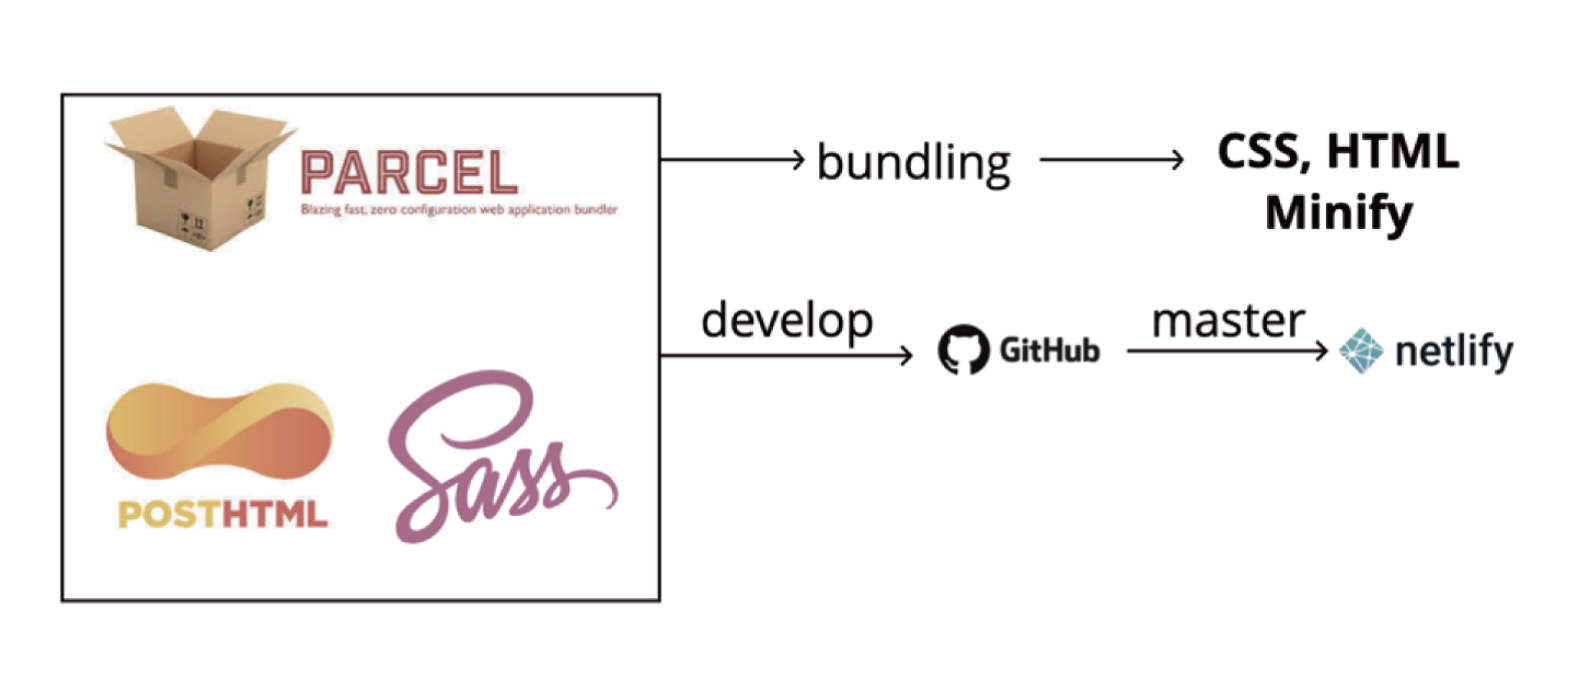 PARCEL
Blazing fast, zero configuration web application bundler
bundling
CSS, HTML
Minify
develop
GitHub
master
netlify
POSTHTML
Sass